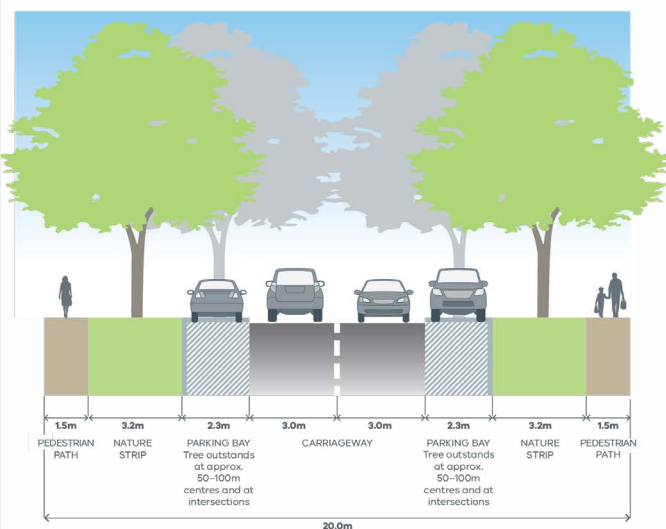 1.5m 3.2m 2.3m 3.0m 3.0m 2.3m 3.2m 1.5m
PEDESTRIAN
PATH
NATURE
STRIP
PARKING BAY
Tree outstands
at approx.
50–100m
centres and at
intersections
CARRIAGEWAY
PARKING BAY
Tree outstands
at approx.
50–100m
centres and at
intersections
NATURE
STRIP
PEDESTRIAN
PATH
20.0m